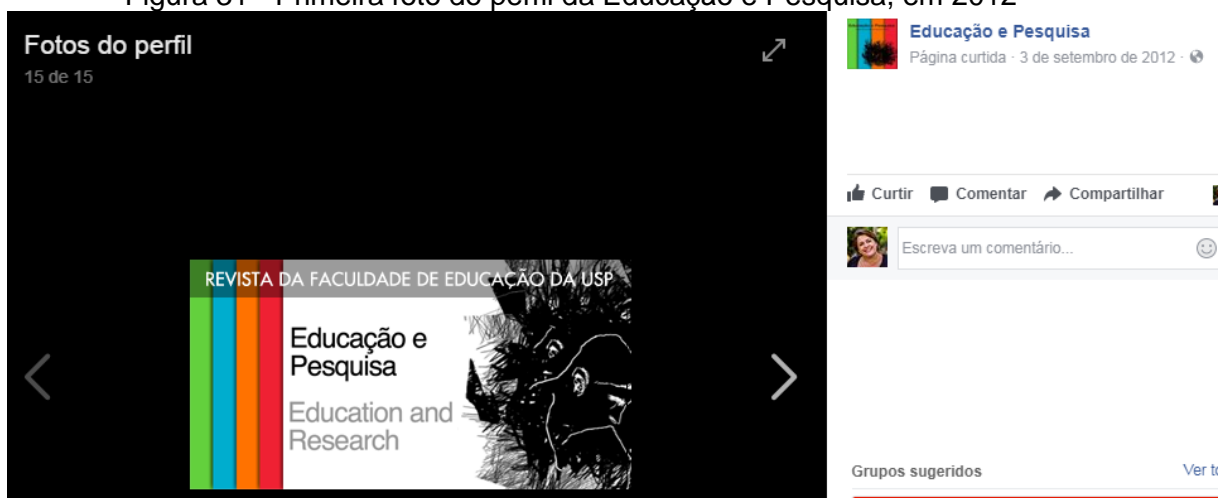 Fotos do perfil
15 de 15
REVISTA DA FACULDADE DE EDUCAÇÃO DA USP
Educação e
Pesquisa
Education and
Research
Educação e Pesquisa
Página curtida · 3 de setembro de 2012 ·
Curtir Comentar Compartilhar
Escreva um comentário...
Grupos sugeridos
Ver